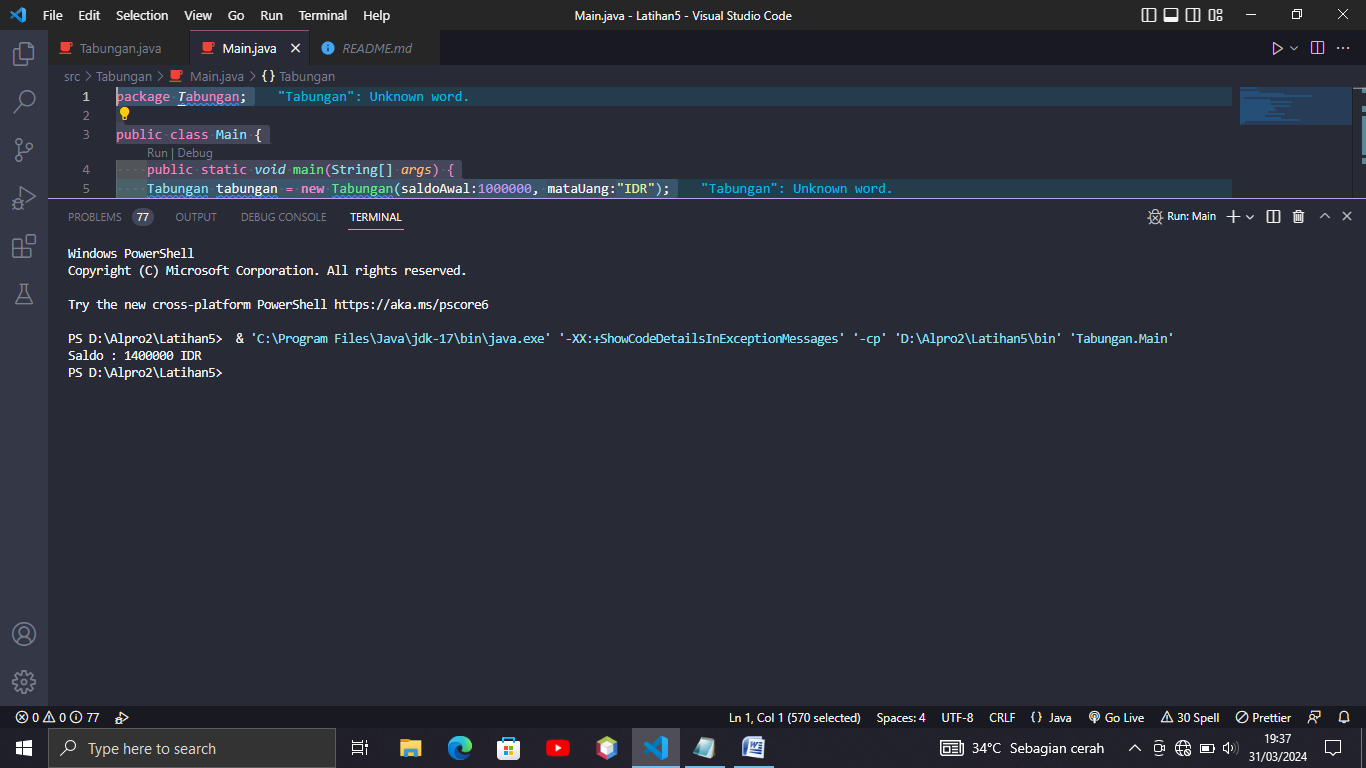 File Edit Selection View Go Run Terminal Help Main.java - Latihan5 - Visual Studio Code
Tabungan.java Main.java README.md
src > Tabungan > Main.java > {} Tabungan
1 package Tabungan; "Tabungan": Unknown word.
2
3 public class Main {
Run | Debug
4 public static void main(String[] args) {
5 Tabungan tabungan = new Tabungan(saldoAwal:1000000, mataUang:"IDR"); "Tabungan": Unknown word.
PROBLEMS 77 OUTPUT DEBUG CONSOLE TERMINAL Run: Main
Windows PowerShell
Copyright (C) Microsoft Corporation. All rights reserved.
Try the new cross-platform PowerShell https://aka.ms/pscore6
PS D:\Alpro2\Latihan5> & 'C:\Program Files\Java\jdk-17\bin\java.exe' '-XX:+ShowCodeDetailsInExceptionMessages' '-cp' 'D:\Alpro2\Latihan5\bin' 'Tabungan.Main'
Saldo : 1400000 IDR
PS D:\Alpro2\Latihan5>
0 0 77 Ln 1, Col 1 (570 selected) Spaces: 4 UTF-8 CRLF {} Java Go Live 30 Spell Prettier
Type here to search 34°C Sebagian cerah 19:37
31/03/2024